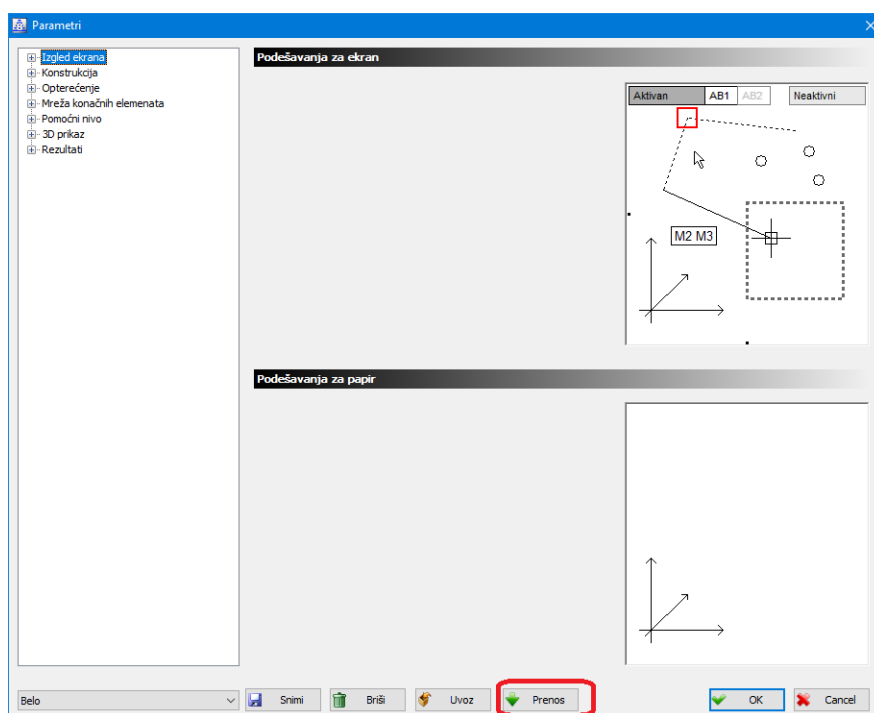 Parametri
Izgled ekrana
Konstrukcija
Opterećenje
Mreža konačnih elemenata
Pomoćni nivo
3D prikaz
Rezultati
Podešavanja za ekran
Aktivan AB1 AB2 Neaktivni
M2 M3
Podešavanja za papir
Belo Snimi Briši Uvoz Prenos OK Cancel